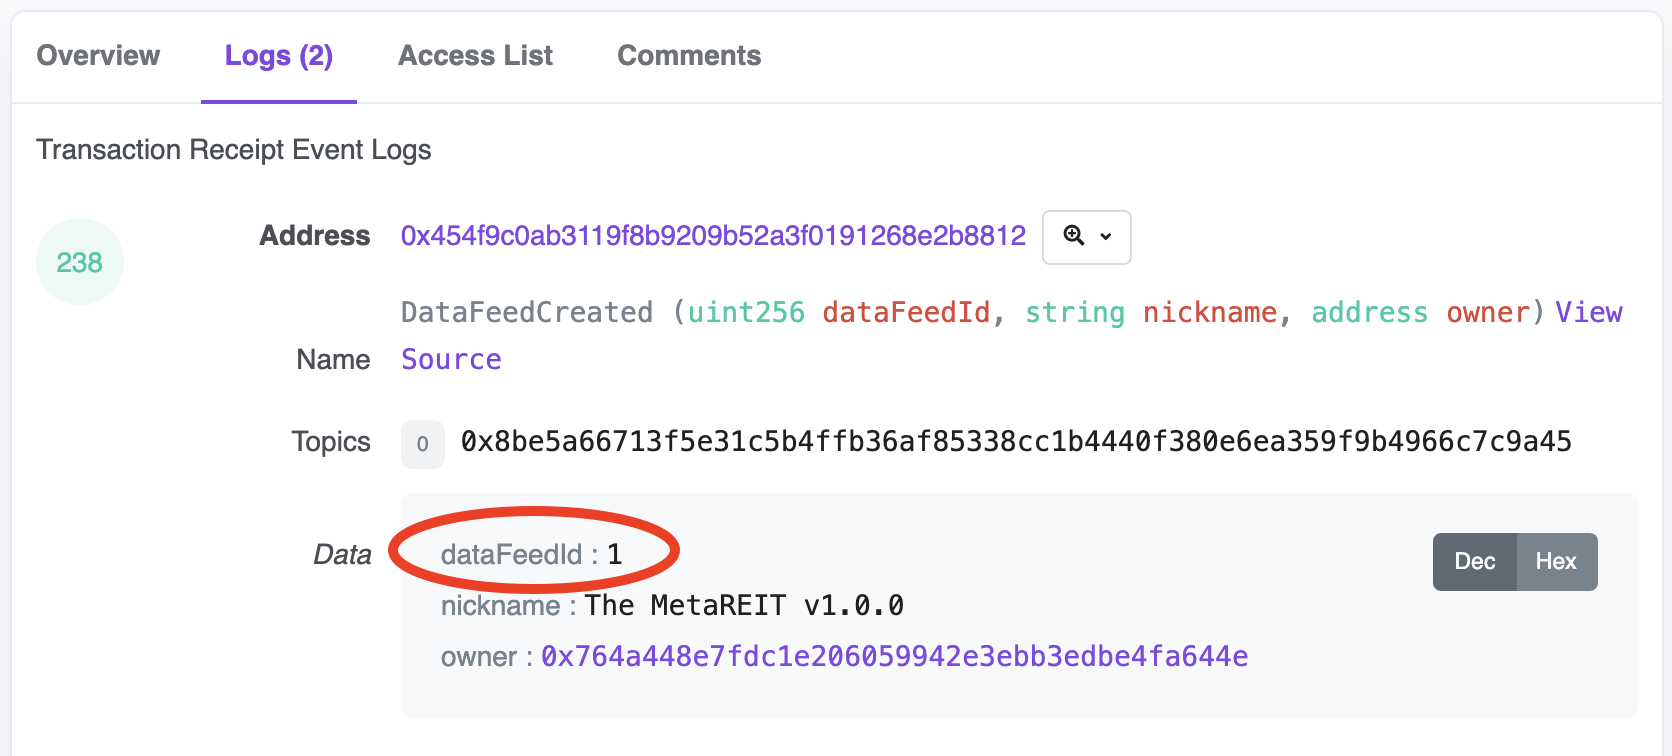 Overview Logs (2) Access List Comments
Transaction Receipt Event Logs
238
Address 0x454f9c0ab3119f8b9209b52a3f0191268e2b8812
DataFeedCreated (uint256 dataFeedId, string nickname, address owner) View
Name Source
Topics 0 0x8be5a66713f5e31c5b4ffb36af85338cc1b4440f380e6ea359f9b4966c7c9a45
Data dataFeedId : 1 Dec Hex
nickname : The MetaREIT v1.0.0
owner : 0x764a448e7fdc1e206059942e3ebb3edbe4fa644e